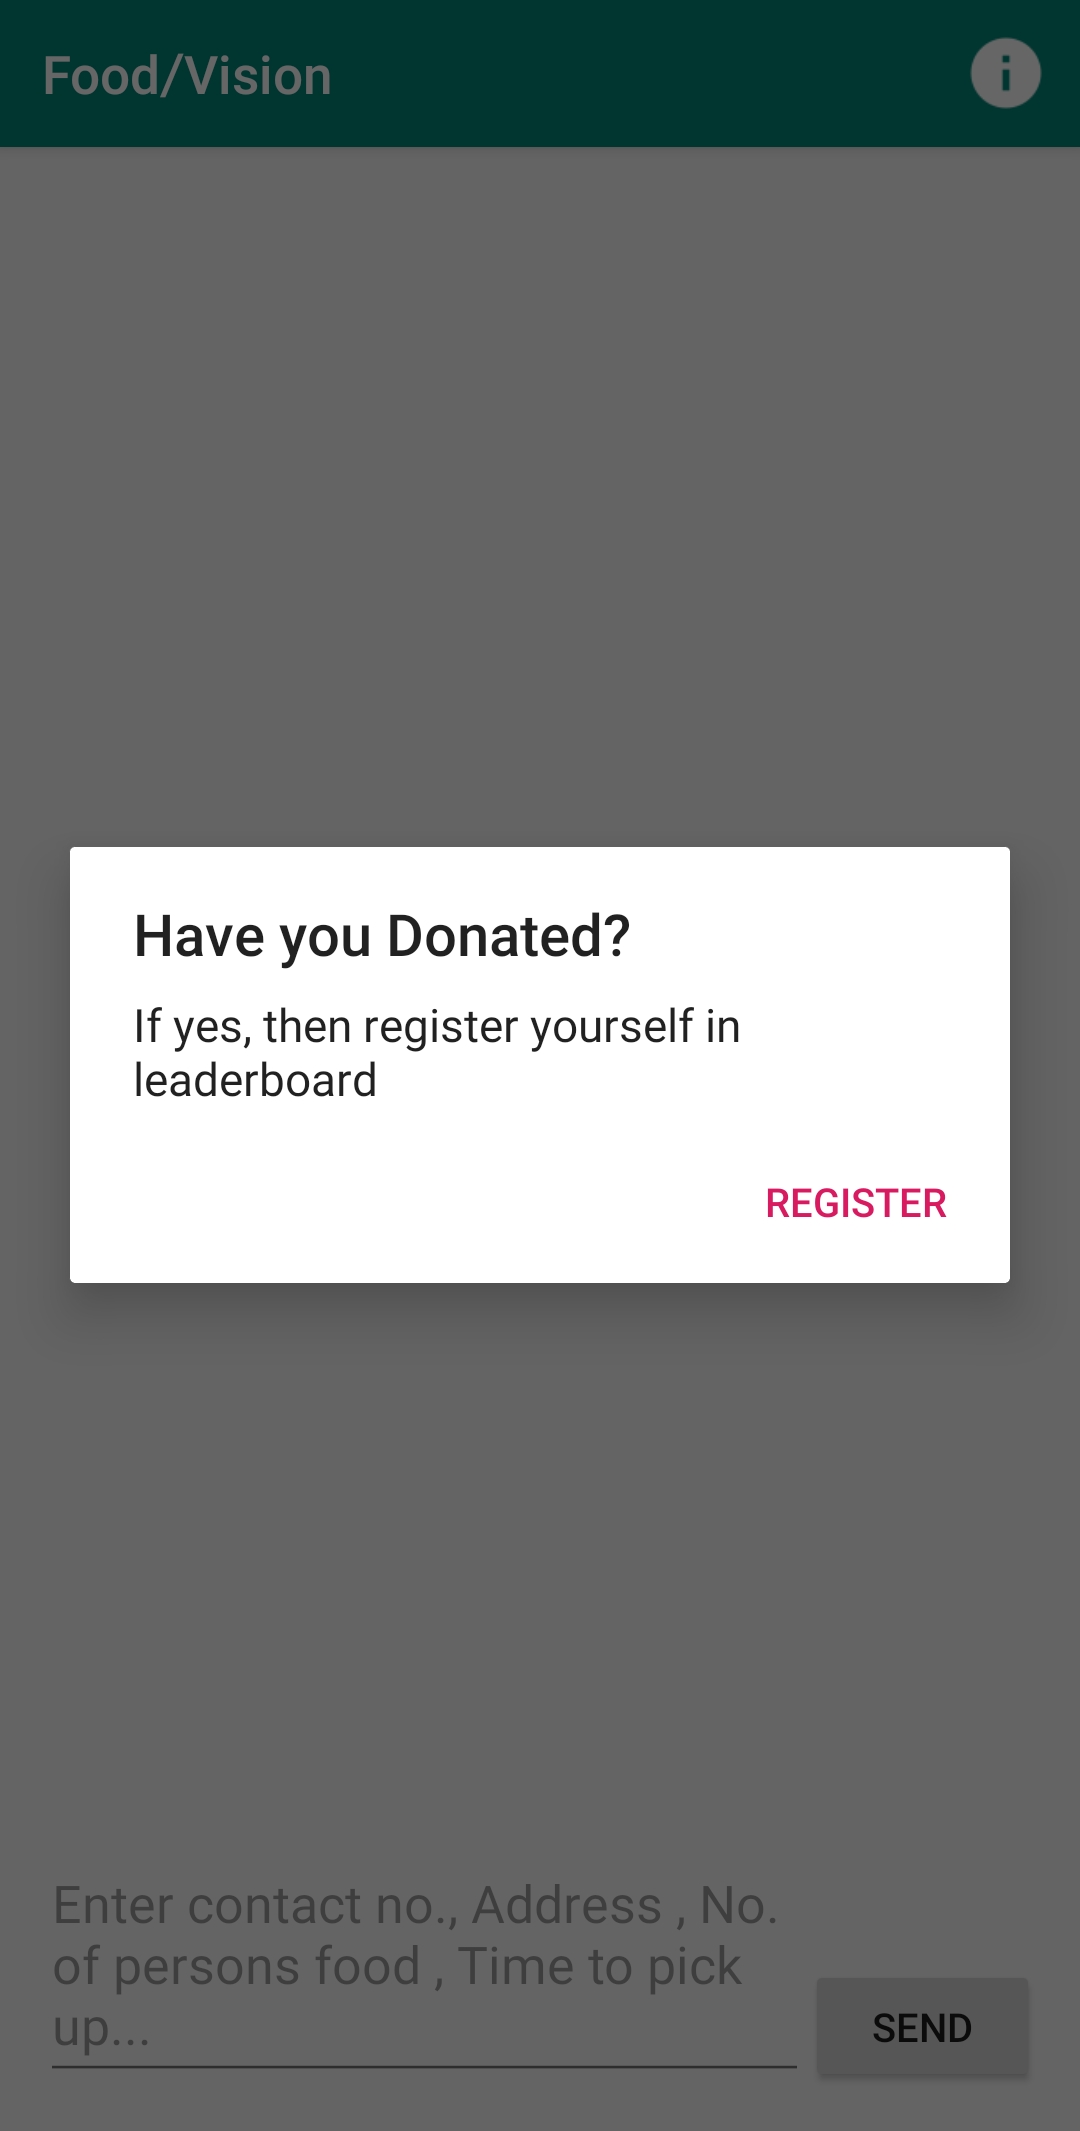 Food/Vision
Have you Donated?
If yes, then register yourself in
leaderboard
REGISTER
Enter contact no., Address , No.
of persons food , Time to pick
up...
SEND